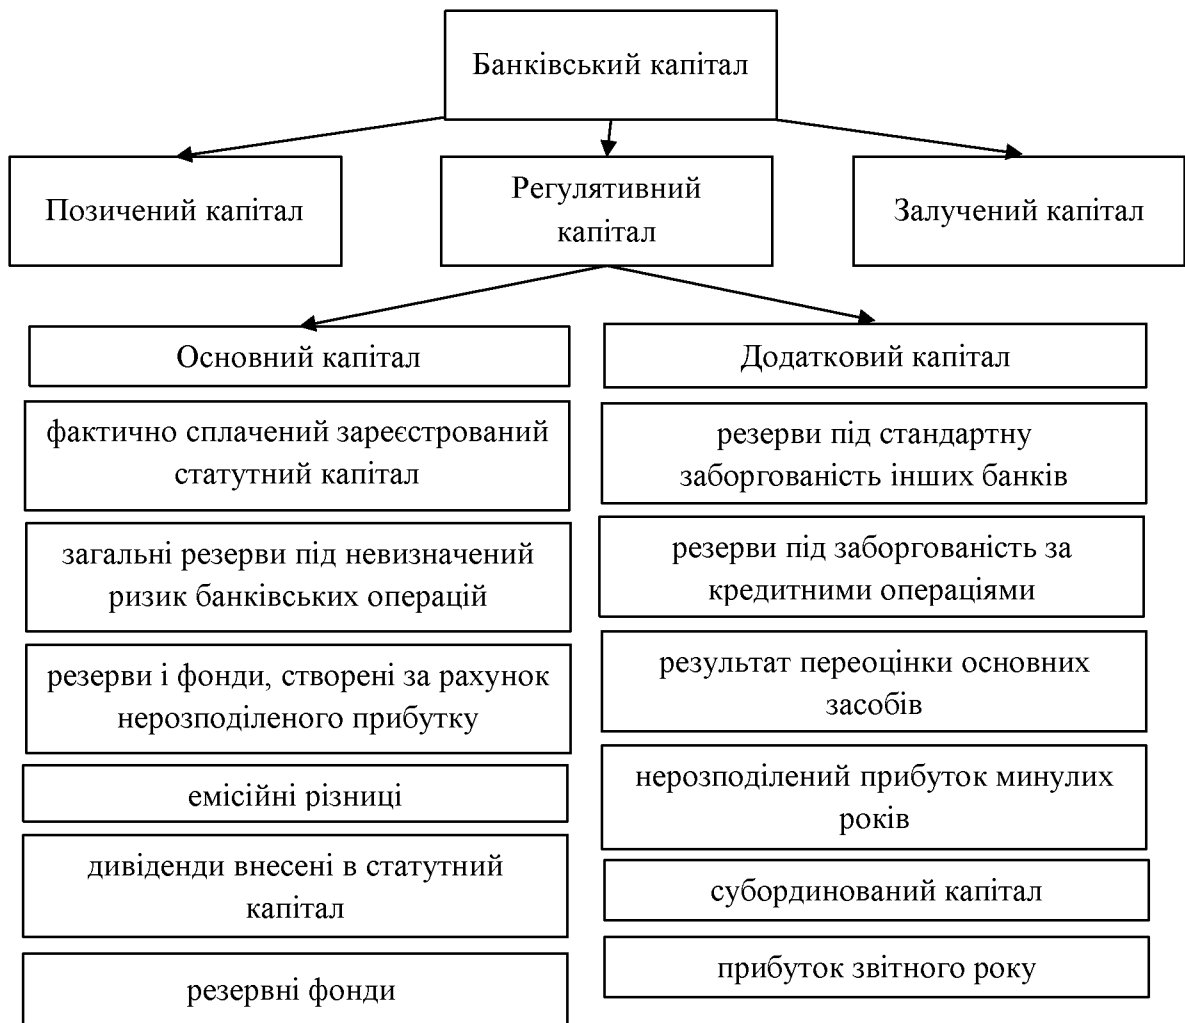 Банківський капітал
Позичений капітал
Регулятивний
капітал
Залучений капітал
Основний капітал
фактично сплачений зареєстрований
статутний капітал
загальні резерви під невизначений
ризик банківських операцій
резерви і фонди, створені за рахунок
нерозподіленого прибутку
емісійні різниці
дивіденди внесені в статутний
капітал
резервні фонди
Додатковий капітал
резерви під стандартну
заборгованість інших банків
резерви під заборгованість за
кредитними операціями
результат переоцінки основних
засобів
нерозподілений прибуток минулих
років
субординований капітал
прибуток звітного року